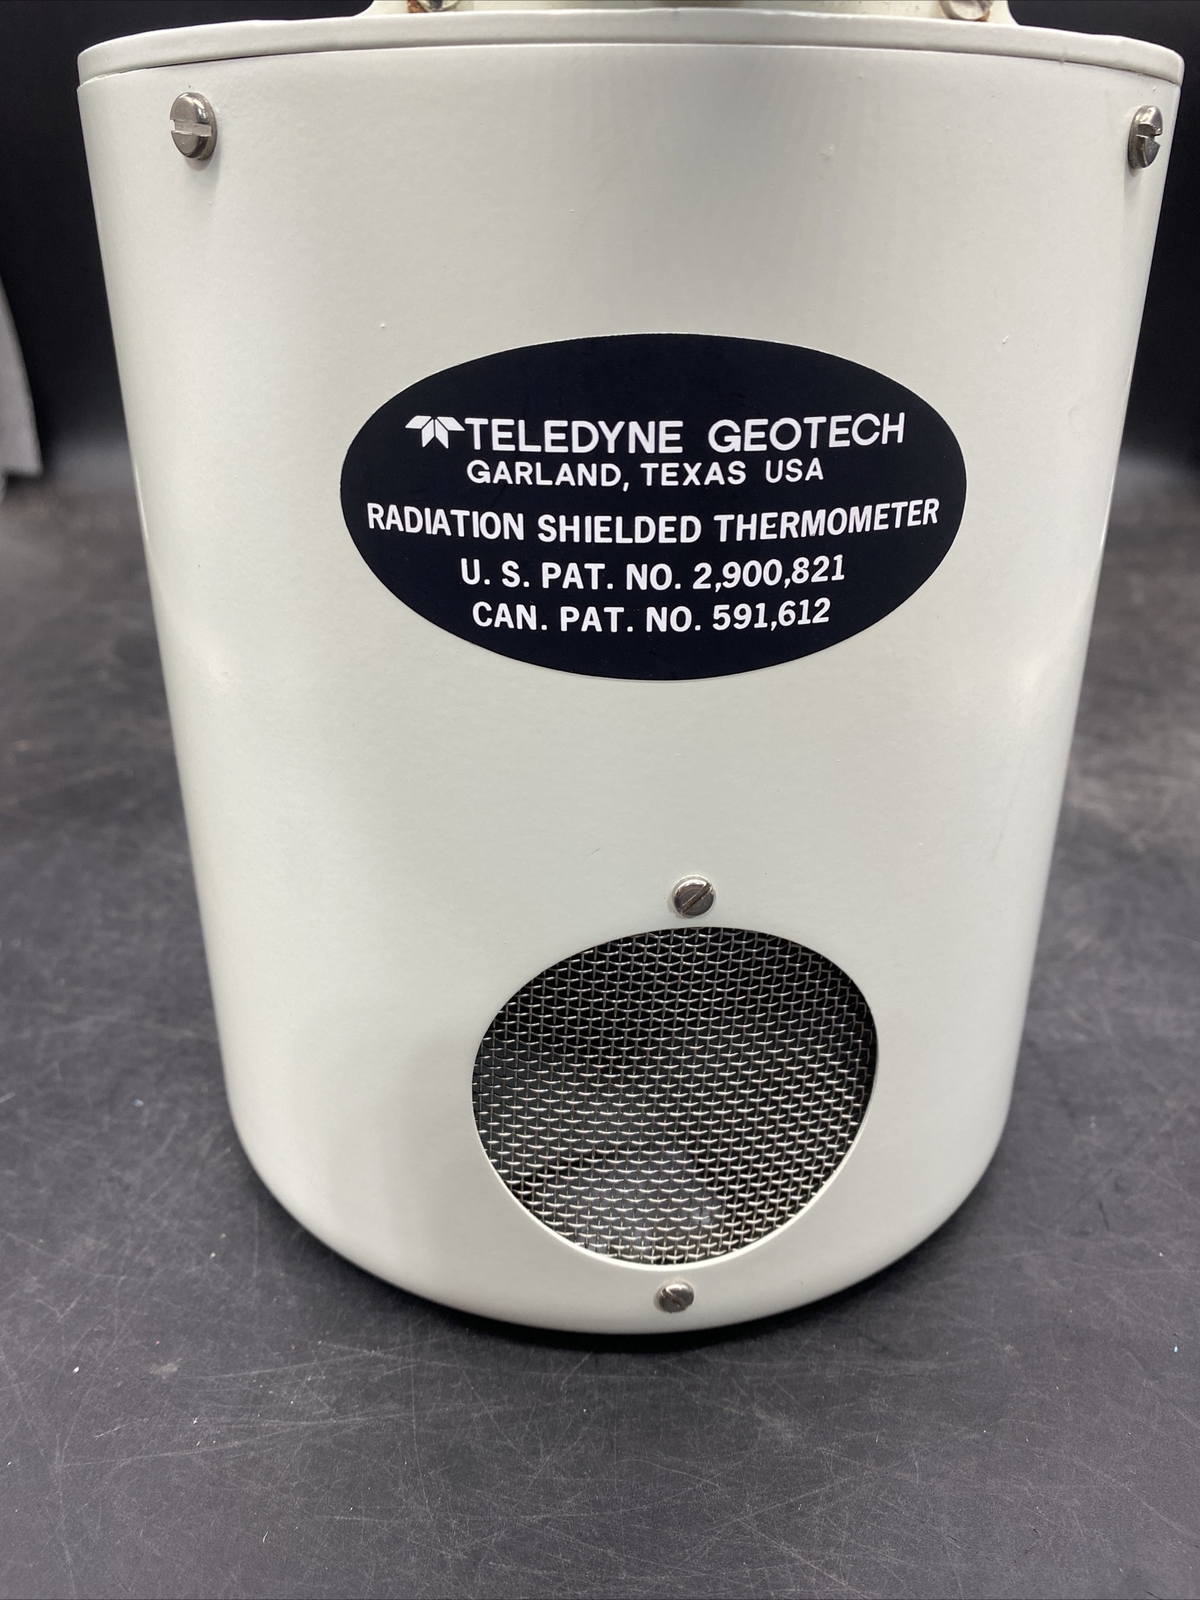 TELEDYNE GEOTECH
GARLAND, TEXAS USA
RADIATION SHIELDED THERMOMETER
U. S. PAT. NO. 2,900,821
CAN. PAT. NO. 591,612